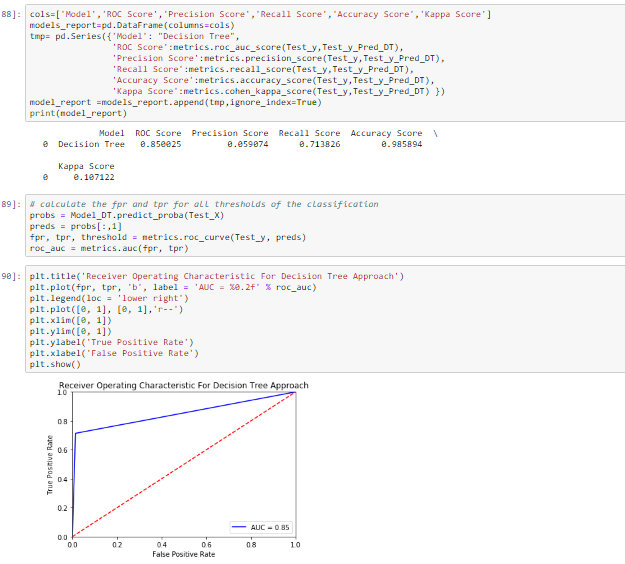 88]: cols=['Model','ROC Score','Precision Score','Recall Score','Accuracy Score','Kappa Score']
models_report=pd.DataFrame(columns=cols)
tmp= pd.Series({'Model': "Decision Tree",
'ROC Score':metrics.roc_auc_score(Test_y,Test_y_Pred_DT),
'Precision Score':metrics.precision_score(Test_y,Test_y_Pred_DT),
'Recall Score':metrics.recall_score(Test_y,Test_y_Pred_DT),
'Accuracy Score':metrics.accuracy_score(Test_y,Test_y_Pred_DT),
'Kappa Score':metrics.cohen_kappa_score(Test_y,Test_y_Pred_DT) })
model_report =models_report.append(tmp,ignore_index=True)
print(model_report)
Model ROC Score Precision Score Recall Score Accuracy Score \
0 Decision Tree 0.850025 0.059074 0.713826 0.985894
Kappa Score
0 0.107122
89]: # calculate the fpr and tpr for all thresholds of the classification
probs = Model_DT.predict_proba(Test_X)
preds = probs[:,1]
fpr, tpr, threshold = metrics.roc_curve(Test_y, preds)
roc_auc = metrics.auc(fpr, tpr)
90]: plt.title('Receiver Operating Characteristic For Decision Tree Approach')
plt.plot(fpr, tpr, 'b', label = 'AUC = %0.2f' % roc_auc)
plt.legend(loc = 'lower right')
plt.plot([0, 1], [0, 1],'r--')
plt.xlim([0, 1])
plt.ylim([0, 1])
plt.ylabel('True Positive Rate')
plt.xlabel('False Positive Rate')
plt.show()
Receiver Operating Characteristic For Decision Tree Approach
1.0
0.8
0.6
0.4
0.2
0.0
True Positive Rate
AUC = 0.85
0.0 0.2 0.4 0.6 0.8 1.0
False Positive Rate